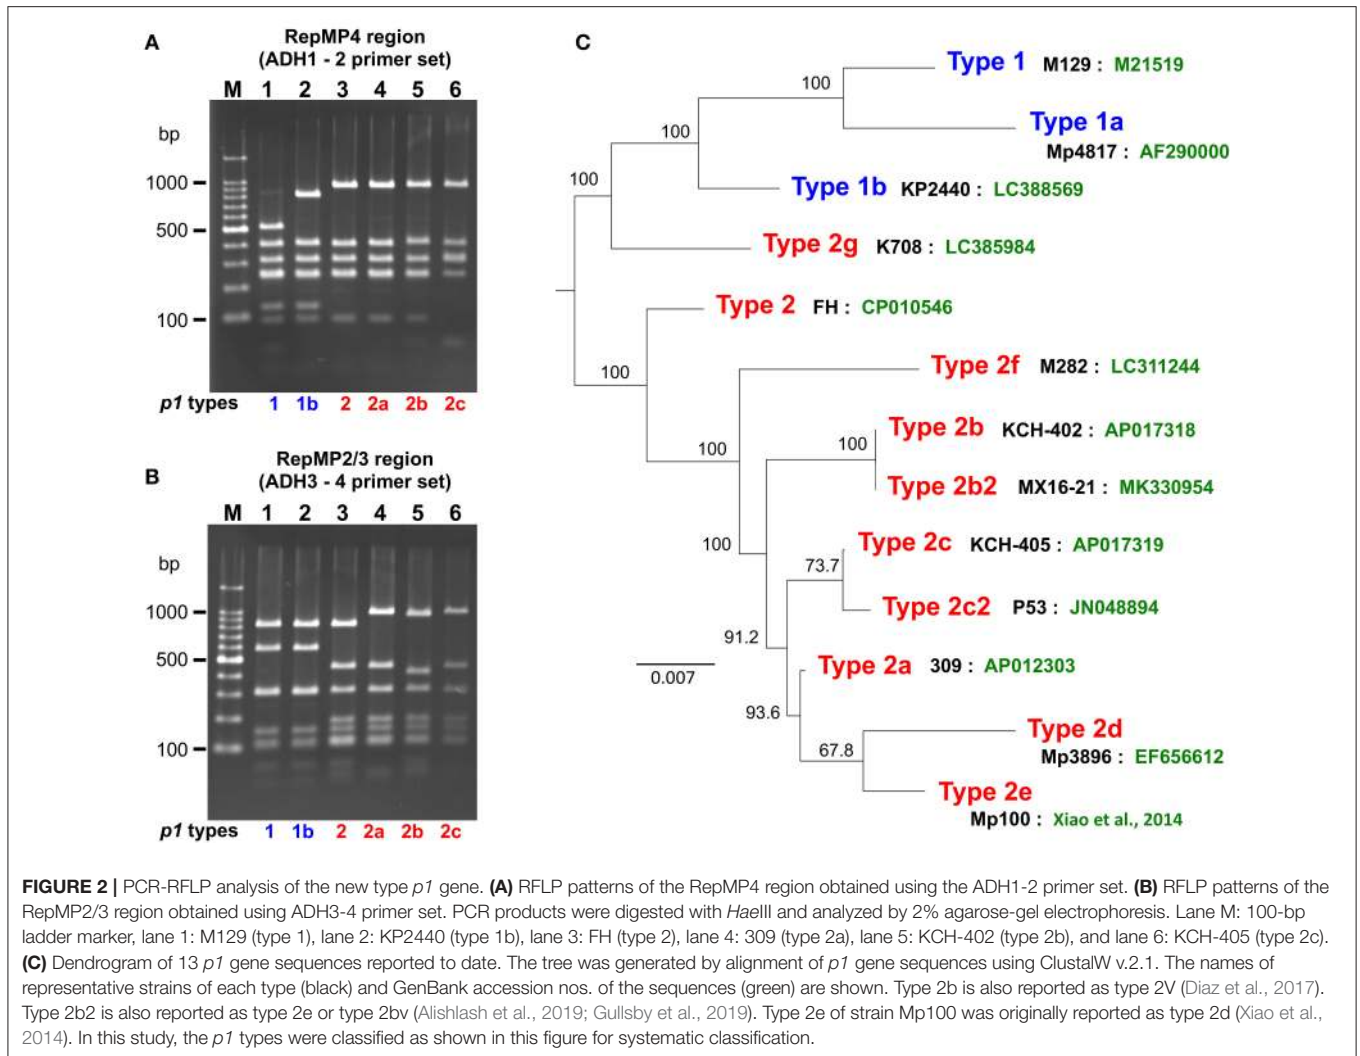 A
RepMP4 region
(ADH1 - 2 primer set)
M 1 2 3 4 5 6
bp
1000
500
100
p1 types 1 1b 2 2a 2b 2c
B
RepMP2/3 region
(ADH3 - 4 primer set)
M 1 2 3 4 5 6
bp
1000
500
100
p1 types 1 1b 2 2a 2b 2c
C
100
Type 1 M129 : M21519
100
Type 1a
Mp4817 : AF290000
100
Type 1b KP2440 : LC388569
Type 2g K708 : LC385984
Type 2 FH : CP010546
100
Type 2f M282 : LC311244
100
Type 2b KCH-402 : AP017318
100
Type 2b2 MX16-21 : MK330954
100
Type 2c KCH-405 : AP017319
73.7
Type 2c2 P53 : JN048894
91.2
Type 2a 309 : AP012303
0.007
93.6
Type 2d
67.8
Mp3896 : EF656612
Type 2e
Mp100 : Xiao et al., 2014
FIGURE 2 | PCR-RFLP analysis of the new type p1 gene. (A) RFLP patterns of the RepMP4 region obtained using the ADH1-2 primer set. (B) RFLP patterns of the
RepMP2/3 region obtained using ADH3-4 primer set. PCR products were digested with HaeIII and analyzed by 2% agarose-gel electrophoresis. Lane M: 100-bp
ladder marker, lane 1: M129 (type 1), lane 2: KP2440 (type 1b), lane 3: FH (type 2), lane 4: 309 (type 2a), lane 5: KCH-402 (type 2b), and lane 6: KCH-405 (type 2c).
(C) Dendrogram of 13 p1 gene sequences reported to date. The tree was generated by alignment of p1 gene sequences using ClustalW v.2.1. The names of
representative strains of each type (black) and GenBank accession nos. of the sequences (green) are shown. Type 2b is also reported as type 2V (Diaz et al., 2017).
Type 2b2 is also reported as type 2e or type 2bv (Alishlash et al., 2019; Gullsby et al., 2019). Type 2e of strain Mp100 was originally reported as type 2d (Xiao et al.,
2014). In this study, the p1 types were classified as shown in this figure for systematic classification.